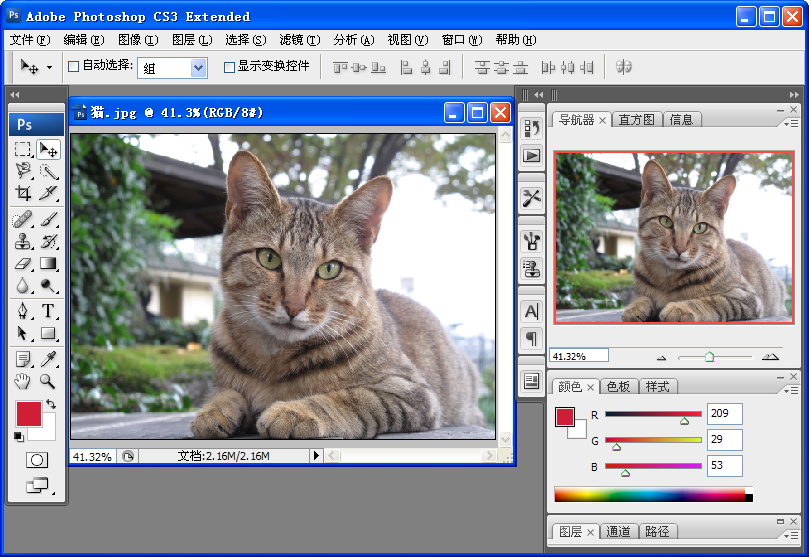 Ps Adobe Photoshop CS3 Extended
文件(F) 编辑(E) 图像(I) 图层(L) 选择(S) 滤镜(T) 分析(A) 视图(V) 窗口(W) 帮助(H)
自动选择: 组 显示变换控件
Ps
猫.jpg @ 41.3%(RGB/8#)
T
A
41.32% 文档:2.16M/2.16M
导航器 × 直方图 信息
41.32%
颜色 × 色板 样式
R 209
G 29
B 53
图层 × 通道 路径